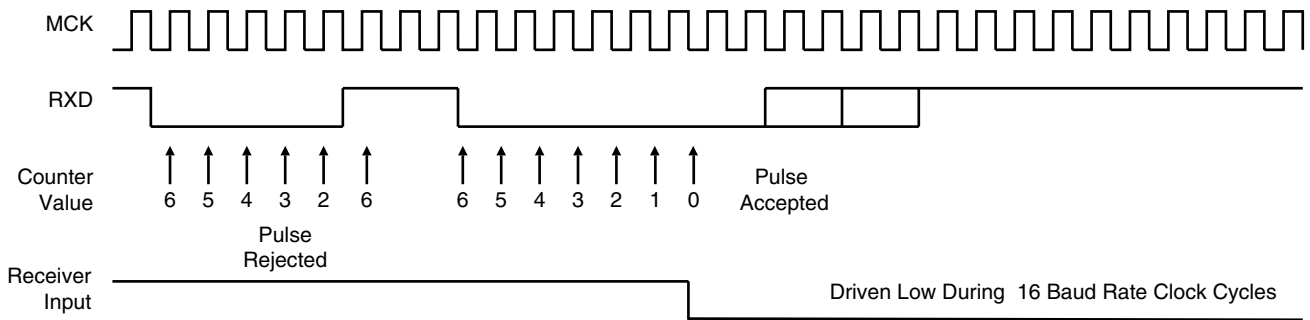 MCK
RXD
Counter
Value
6 5 4 3 2 6 6 5 4 3 2 1 0
Pulse
Accepted
Pulse
Rejected
Receiver
Input
Driven Low During 16 Baud Rate Clock Cycles